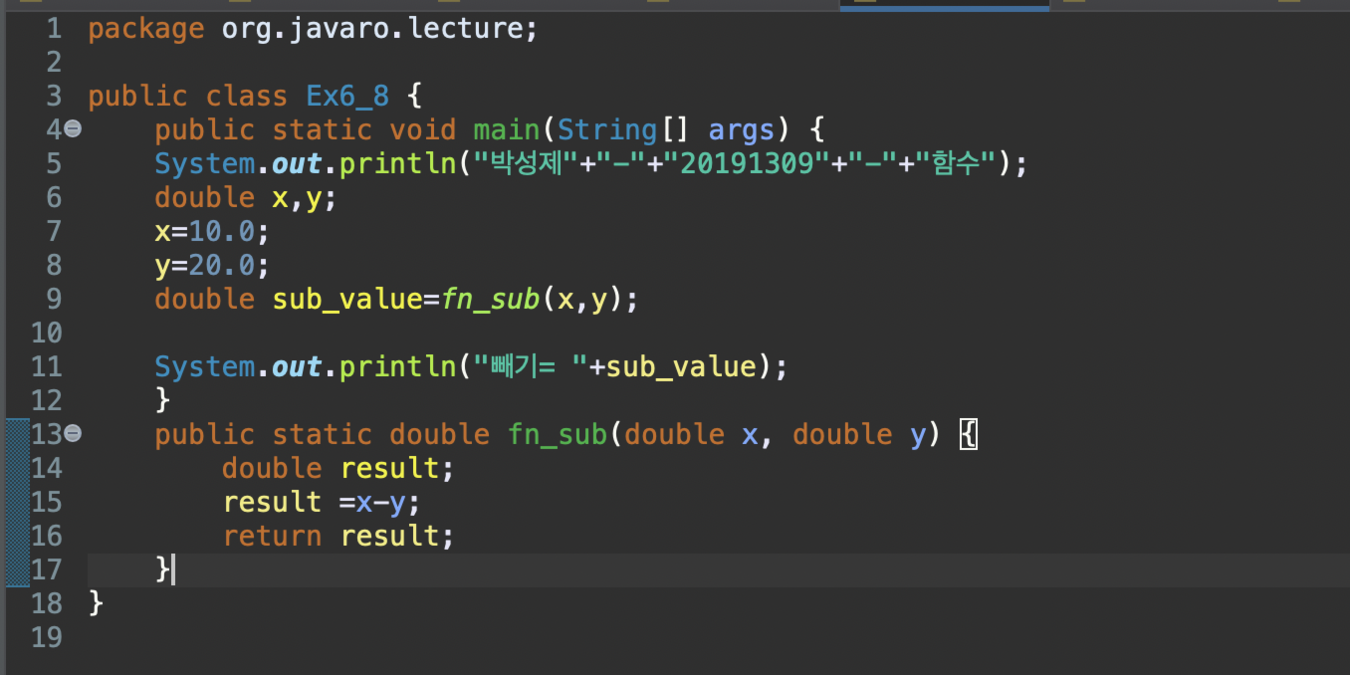 1 package org.javaro.lecture;
2
3 public class Ex6_8 {
4     public static void main(String[] args) {
5     System.out.println("박성제"+"-"+"20191309"+"-"+"함수");
6     double x,y;
7     x=10.0;
8     y=20.0;
9     double sub_value=fn_sub(x,y);
10
11     System.out.println("빼기= "+sub_value);
12     }
13     public static double fn_sub(double x, double y) {
14         double result;
15         result =x-y;
16         return result;
17     }
18 }
19